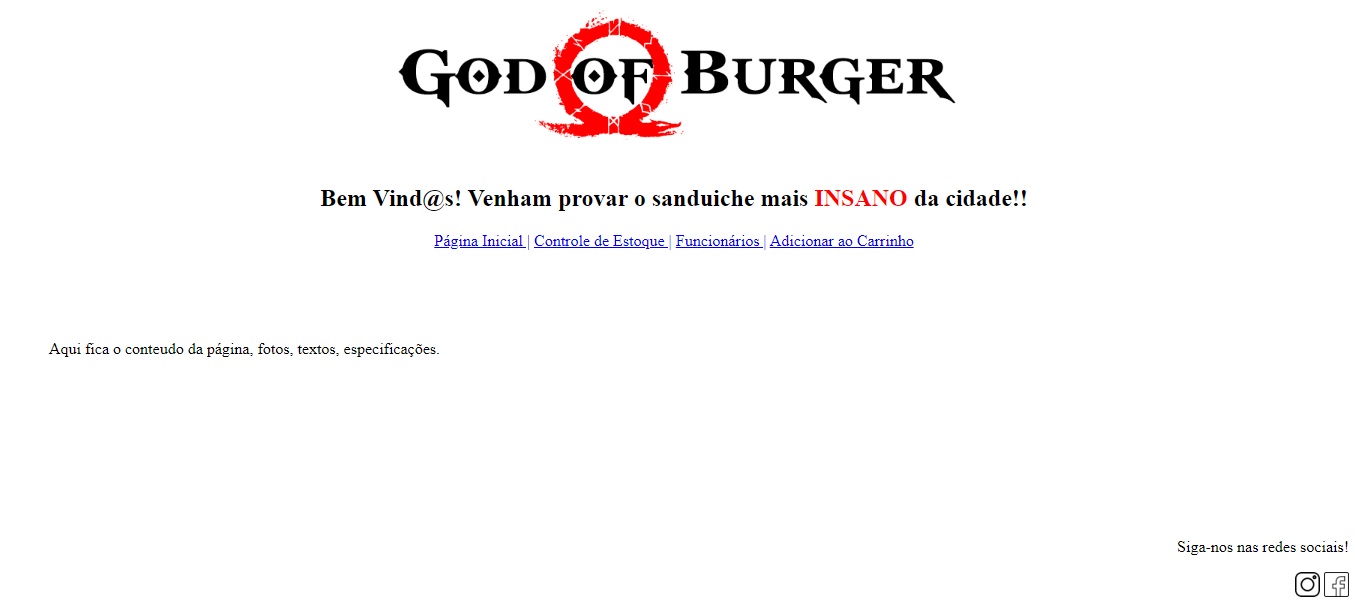 GOD OF BURGER
Bem Vind@s! Venham provar o sanduiche mais INSANO da cidade!!
Página Inicial | Controle de Estoque | Funcionários | Adicionar ao Carrinho
Aqui fica o conteudo da página, fotos, textos, especificações.
Siga-nos nas redes sociais!